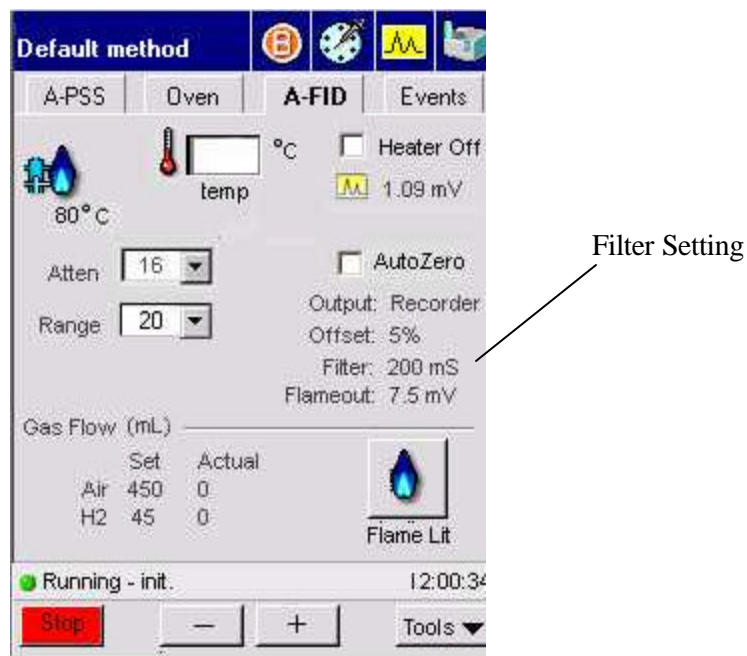 Default method
A-PSS Oven A-FID Events
°C Heater Off
temp 1.09 mV
80°C
Filter Setting
Atten 16 AutoZero
Output: Recorder
Range 20 Offset: 5%
Filter: 200 mS
Flameout: 7.5 mV
Gas Flow (mL)
Set Actual
Air 450 0
H2 45 0
Flame Lit
Running - init. 12:00:34
Stop − + Tools